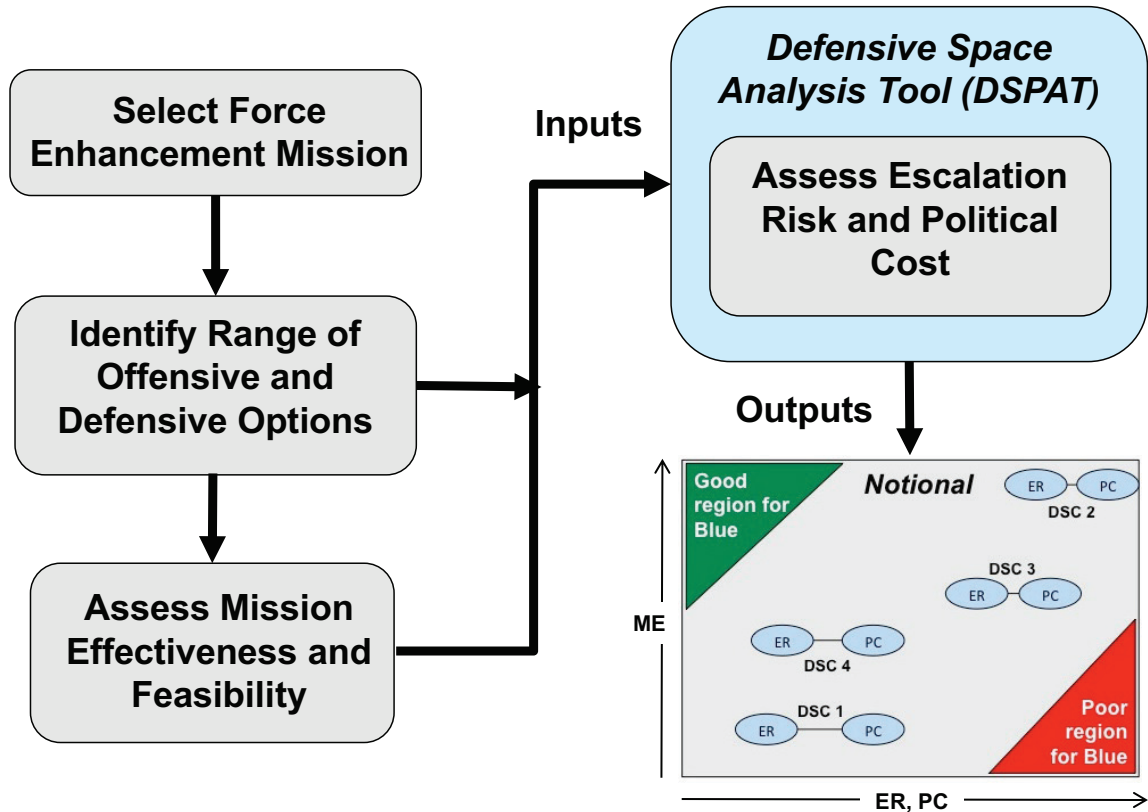 Select Force
Enhancement Mission
Identify Range of
Offensive and
Defensive Options
Assess Mission
Effectiveness and
Feasibility
Inputs
Defensive Space
Analysis Tool (DSPAT)
Assess Escalation
Risk and Political
Cost
Outputs
Good
region for
Blue
Notional
ER
PC
DSC 2
DSC 3
ER
PC
ME
ER
PC
DSC 4
DSC 1
ER
PC
Poor
region
for Blue
ER, PC